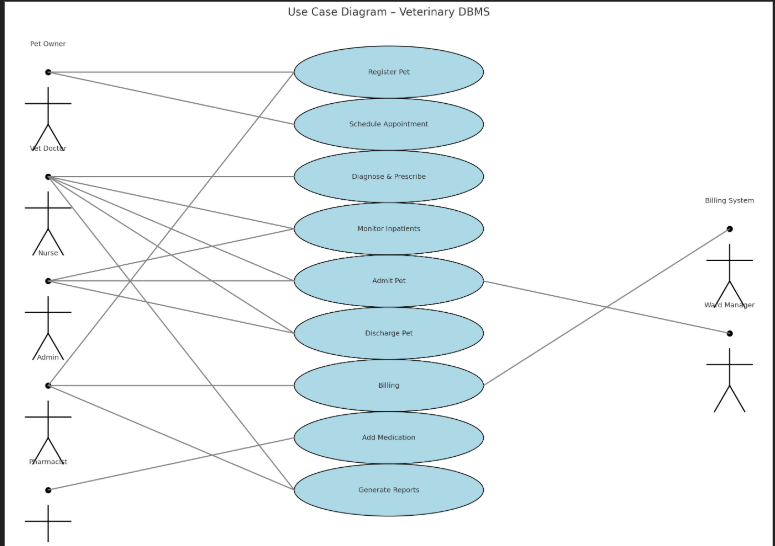 Use Case Diagram – Veterinary DBMS
Pet Owner
Register Pet
Schedule Appointment
Vet Doctor
Diagnose & Prescribe
Billing System
Monitor Inpatients
Nurse
Admit Pet
Ward Manager
Discharge Pet
Admin
Billing
Add Medication
Pharmacist
Generate Reports